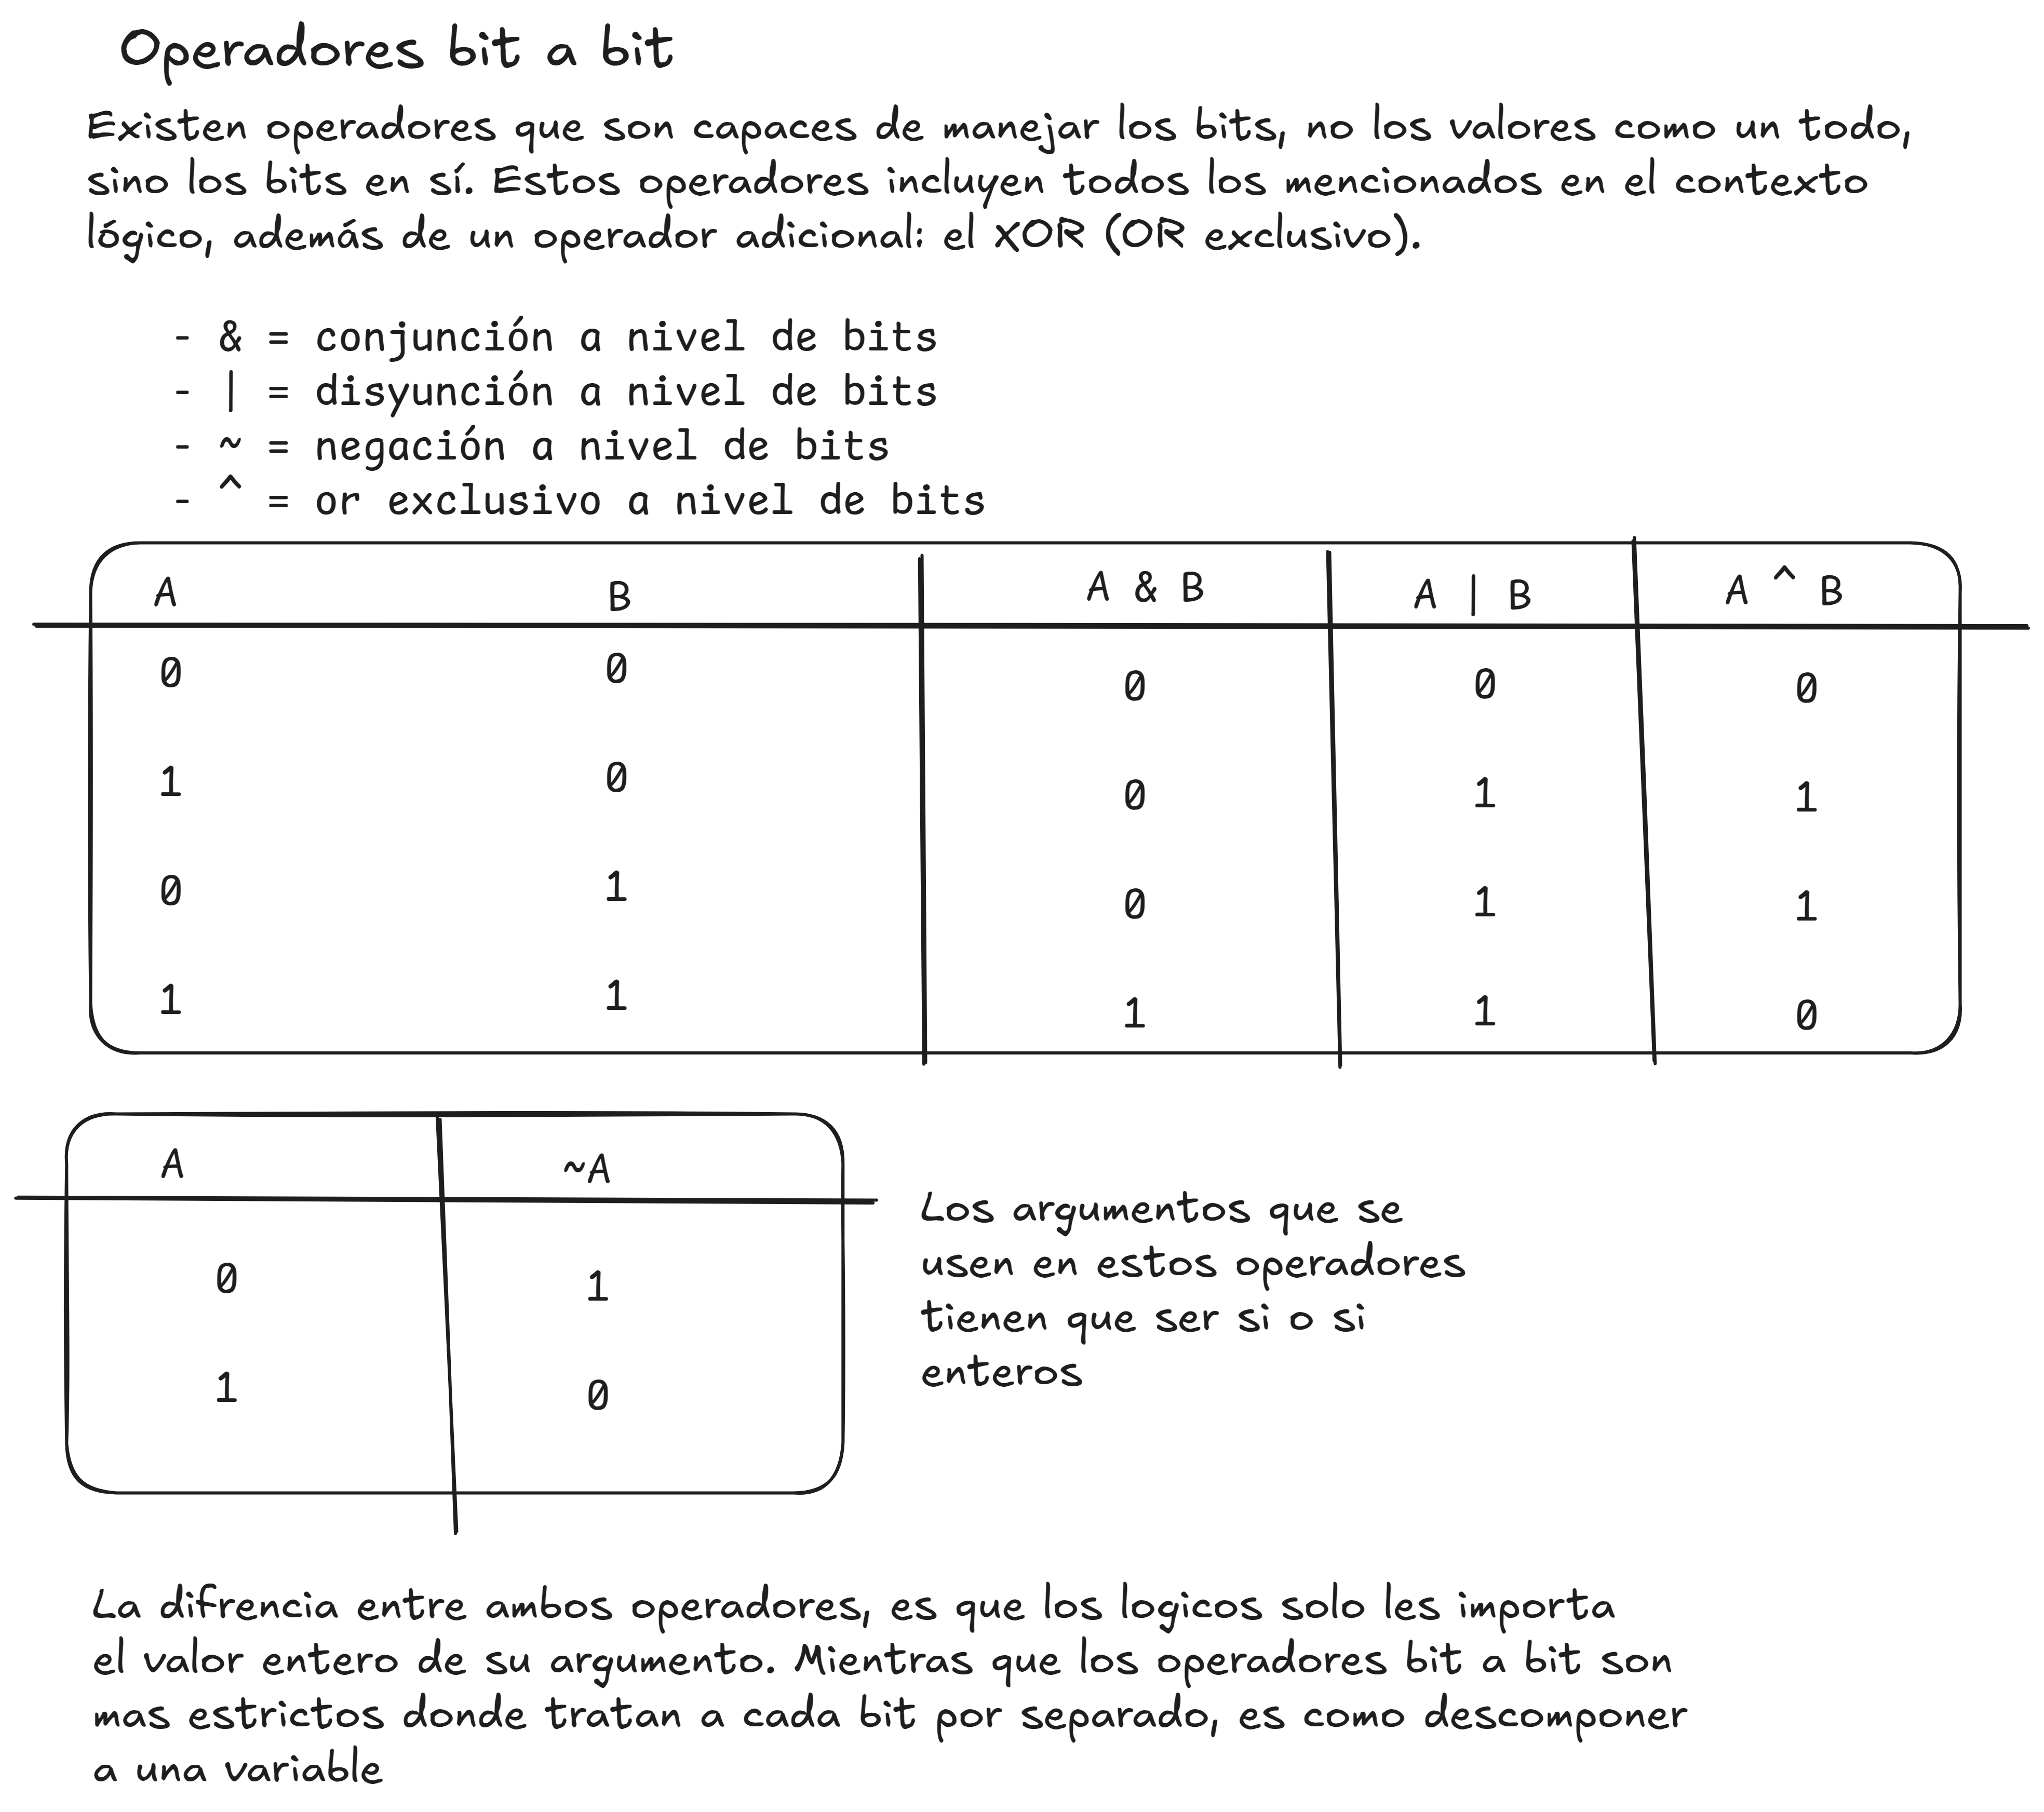 Operadores bit a bit
Existen operadores que son capaces de manejar los bits, no los valores como un todo,
sino los bits en sí. Estos operadores incluyen todos los mencionados en el contexto
lógico, además de un operador adicional: el XOR (OR exclusivo).
- & = conjunción a nivel de bits
- | = disyunción a nivel de bits
- ~ = negación a nivel de bits
- ^ = or exclusivo a nivel de bits
A B A & B A | B A ^ B
0 0 0 0 0
1 0 0 1 1
0 1 0 1 1
1 1 1 1 0
A ~A
0 1
1 0
Los argumentos que se
usen en estos operadores
tienen que ser si o si
enteros
La difrencia entre ambos operadores, es que los logicos solo les importa
el valor entero de su argumento. Mientras que los operadores bit a bit son
mas estrictos donde tratan a cada bit por separado, es como descomponer
a una variable